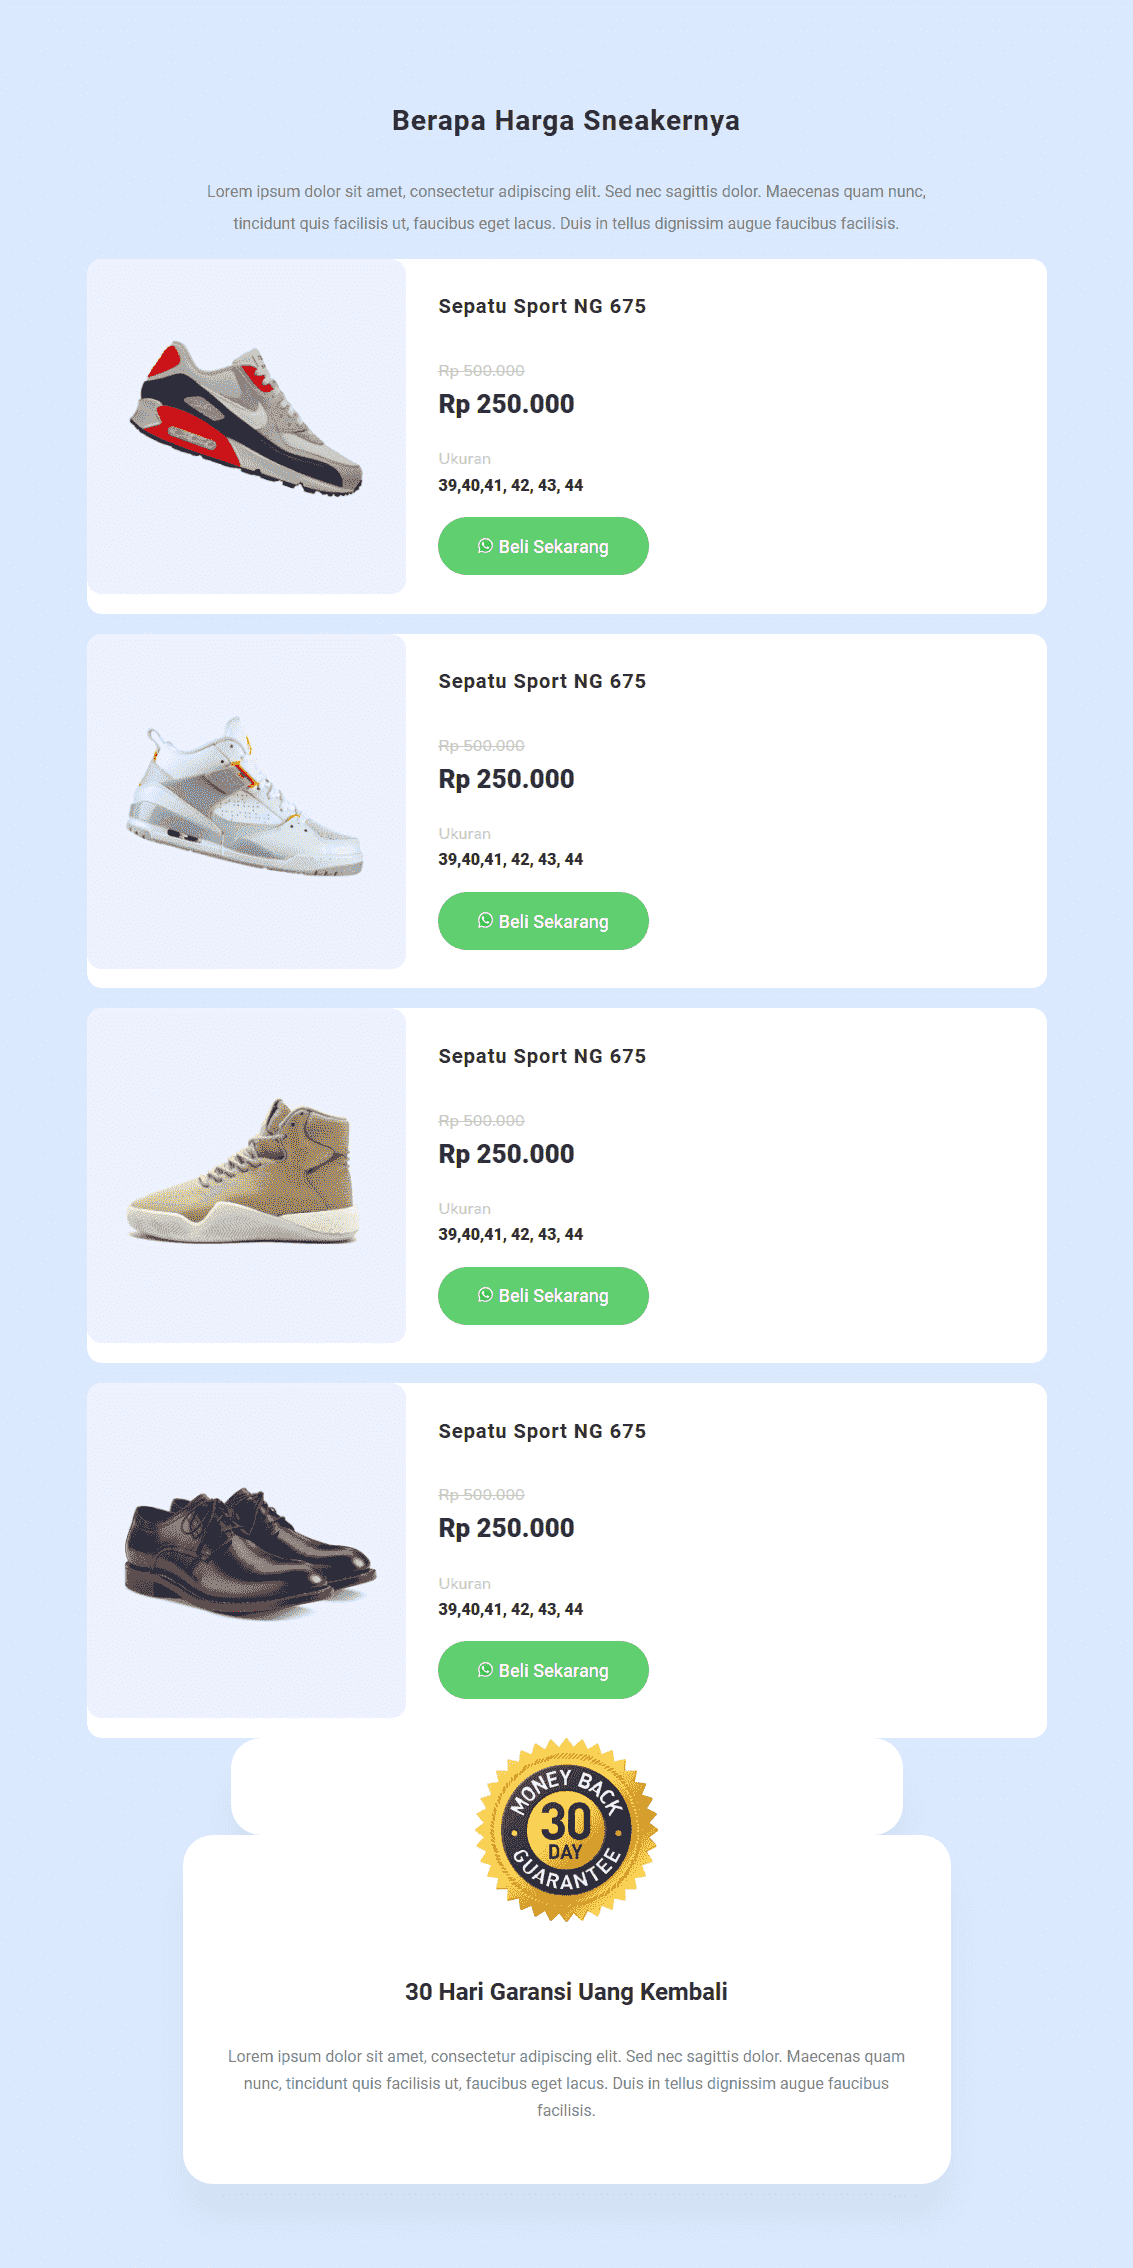 Berapa Harga Sneakernya
Lorem ipsum dolor sit amet, consectetur adipiscing elit. Sed nec sagittis dolor. Maecenas quam nunc,
tincidunt quis facilisis ut, faucibus eget lacus. Duis in tellus dignissim augue faucibus facilisis.
Sepatu Sport NG 675
Rp 500.000
Rp 250.000
Ukuran
39,40,41, 42, 43, 44
Beli Sekarang
Sepatu Sport NG 675
Rp 500.000
Rp 250.000
Ukuran
39,40,41, 42, 43, 44
Beli Sekarang
Sepatu Sport NG 675
Rp 500.000
Rp 250.000
Ukuran
39,40,41, 42, 43, 44
Beli Sekarang
Sepatu Sport NG 675
Rp 500.000
Rp 250.000
Ukuran
39,40,41, 42, 43, 44
Beli Sekarang
MONEY BACK
30
DAY
GUARANTEE
30 Hari Garansi Uang Kembali
Lorem ipsum dolor sit amet, consectetur adipiscing elit. Sed nec sagittis dolor. Maecenas quam
nunc, tincidunt quis facilisis ut, faucibus eget lacus. Duis in tellus dignissim augue faucibus
facilisis.